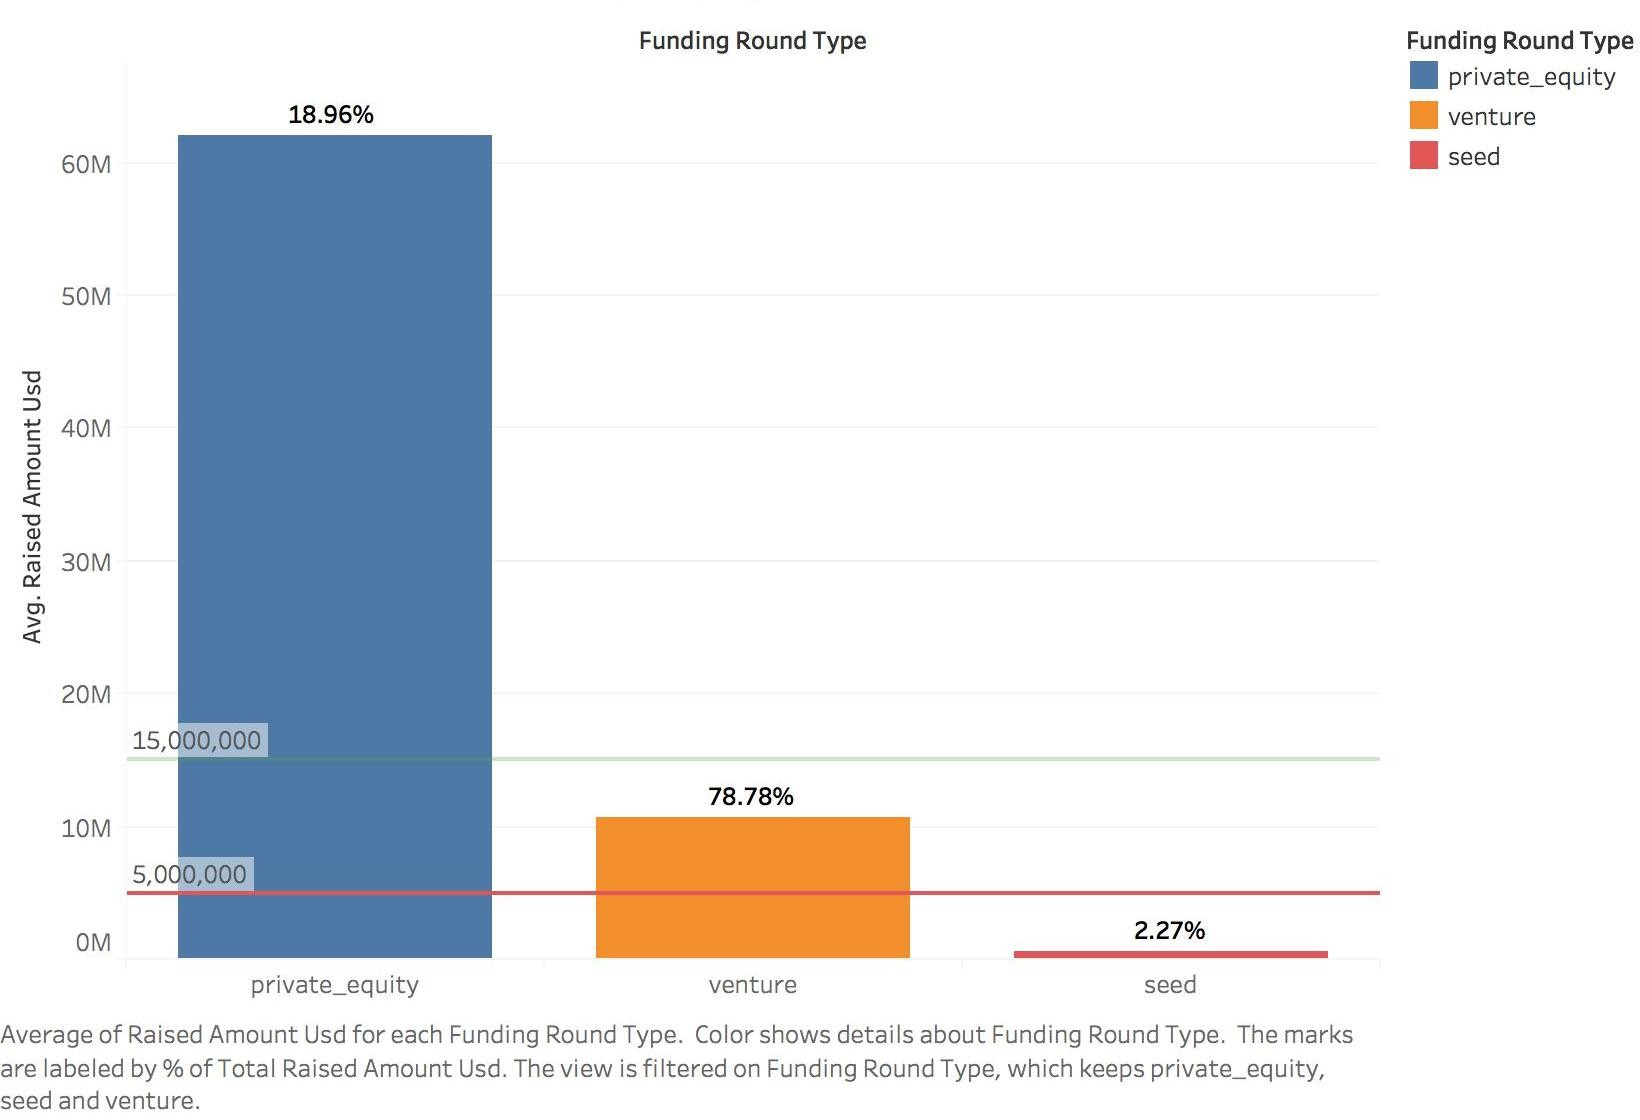 Funding Round Type
Funding Round Type
private_equity
venture
seed
18.96%
60M
50M
40M
30M
20M
15,000,000
78.78%
10M
5,000,000
2.27%
0M
Avg. Raised Amount Usd
private_equity
venture
seed
Average of Raised Amount Usd for each Funding Round Type.  Color shows details about Funding Round Type.  The marks
are labeled by % of Total Raised Amount Usd. The view is filtered on Funding Round Type, which keeps private_equity,
seed and venture.